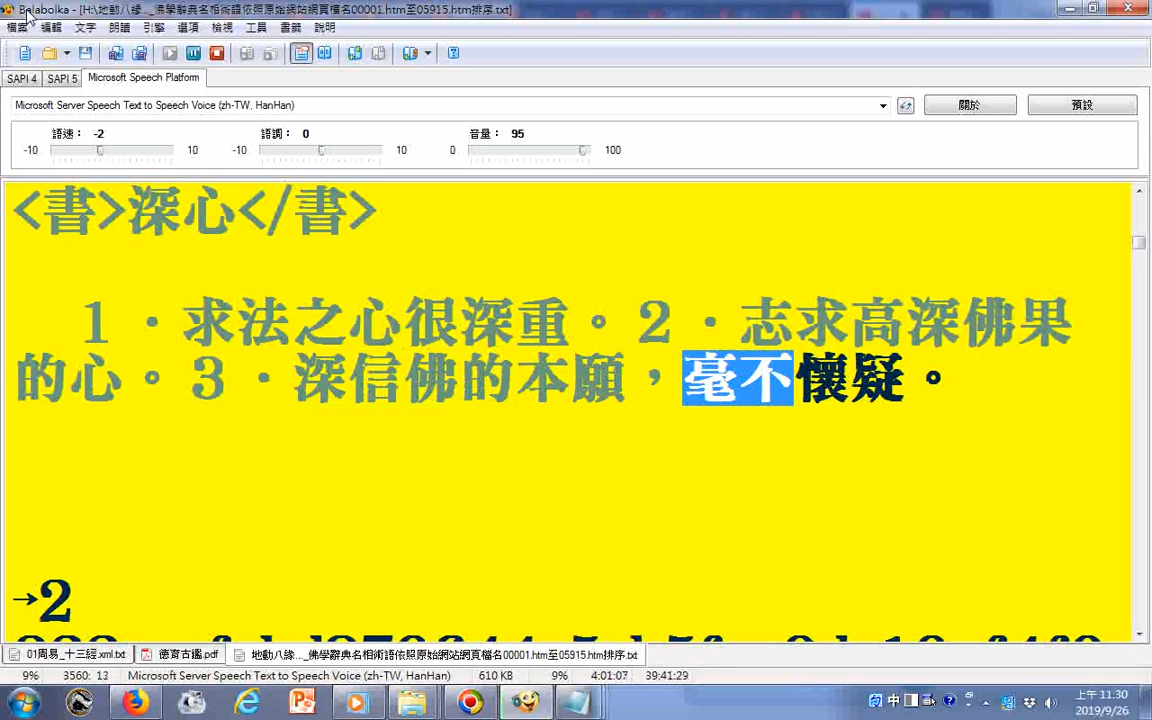 Balabolka - [H:\地動八緣..._佛學辭典名相術語依照原始網站網頁檔名00001.htm至05915.htm排序.txt]
檔案 編輯 文字 朗讀 引擎 選項 檢視 工具 書籤 說明
SAPI 4 SAPI 5 Microsoft Speech Platform
Microsoft Server Speech Text to Speech Voice (zh-TW, HanHan) 關於 預設
語速： -2 語調： 0 音量： 95
-10 10 -10 10 0 100
<書>深心</書>
１．求法之心很深重。２．志求高深佛果
的心。３．深信佛的本願，毫不懷疑。
→2
01周易_十三經.xml.txt 德育古鑑.pdf 地動八緣..._佛學辭典名相術語依照原始網站網頁檔名00001.htm至05915.htm排序.txt
9% 3560: 13 Microsoft Server Speech Text to Speech Voice (zh-TW, HanHan) 610 KB 9% 4:01:07 39:41:29
中 上午 11:30
2019/9/26